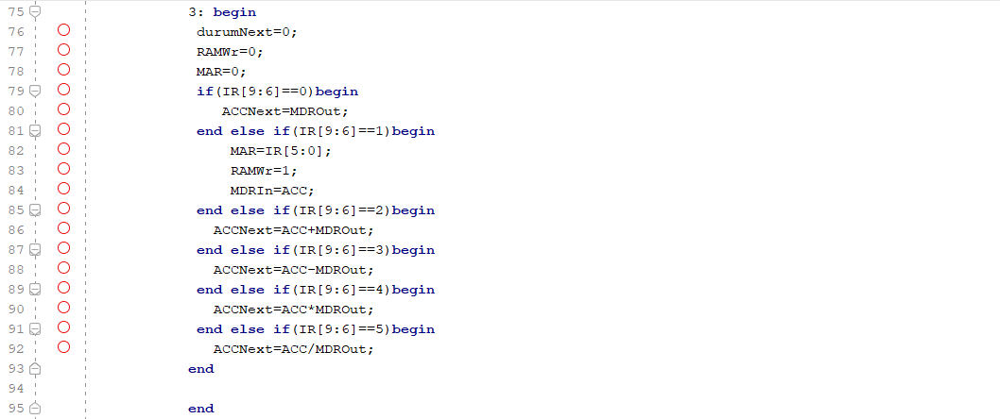 75 3: begin
76 durumNext=0;
77 RAMWr=0;
78 MAR=0;
79 if(IR[9:6]==0)begin
80 ACCNext=MDROut;
81 end else if(IR[9:6]==1)begin
82 MAR=IR[5:0];
83 RAMWr=1;
84 MDRIn=ACC;
85 end else if(IR[9:6]==2)begin
86 ACCNext=ACC+MDROut;
87 end else if(IR[9:6]==3)begin
88 ACCNext=ACC-MDROut;
89 end else if(IR[9:6]==4)begin
90 ACCNext=ACC*MDROut;
91 end else if(IR[9:6]==5)begin
92 ACCNext=ACC/MDROut;
93 end
94
95 end